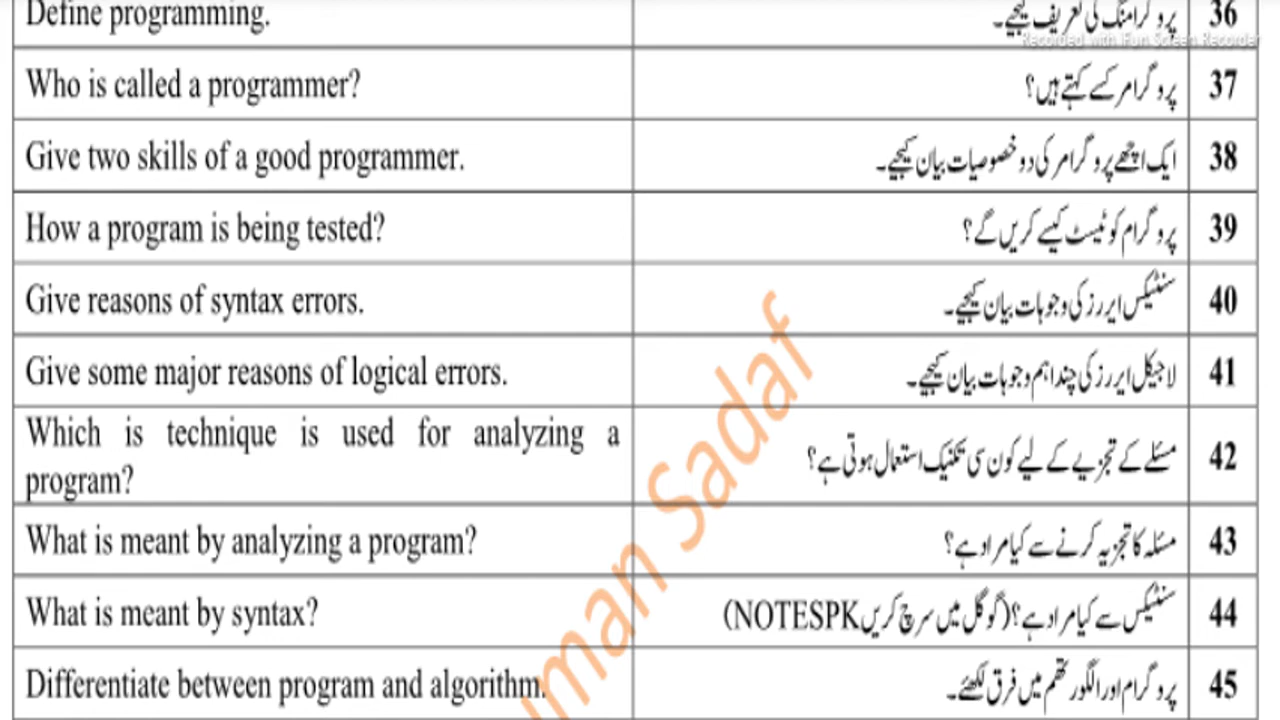 Define programming.
پروگرامنگ کی تعریف کیجیے۔
36
Recorded with iFun Screen Recorder
Who is called a programmer?
پروگرامر کسے کہتے ہیں؟
37
Give two skills of a good programmer.
ایک اچھے پروگرامر کی دو خصوصیات بیان کیجیے۔
38
How a program is being tested?
پروگرام کو ٹیسٹ کیسے کریں گے؟
39
Give reasons of syntax errors.
سنٹیکس ایررز کی وجوہات بیان کیجیے۔
40
Give some major reasons of logical errors.
لاجیکل ایررز کی چند اہم وجوہات بیان کیجیے۔
41
Which is technique is used for analyzing a
program?
مسئلے کے تجزیے کے لیے کون سی تکنیک استعمال ہوتی ہے؟
42
What is meant by analyzing a program?
مسئلہ کا تجزیہ کرنے سے کیا مراد ہے؟
43
What is meant by syntax?
سنٹیکس سے کیا مراد ہے؟(گوگل میں سرچ کریں NOTESPK)
44
Differentiate between program and algorithm.
پروگرام اور الگورتھم میں فرق لکھئے۔
45
Sadaf